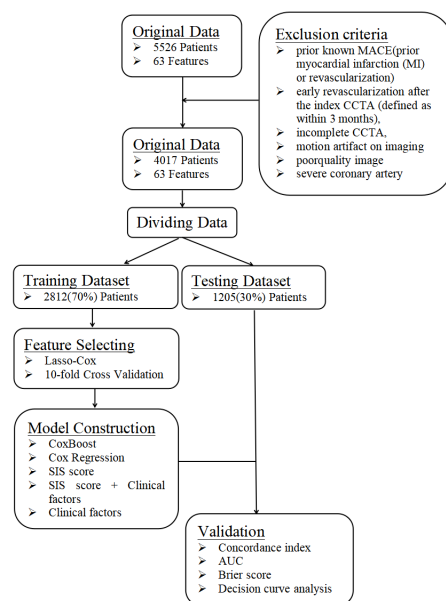 Original Data
➢ 5526 Patients
➢ 63 Features
Exclusion criteria
➢ prior known MACE(prior
myocardial infarction (MI)
or revascularization)
➢ early revascularization after
the index CCTA (defined as
within 3 months),
➢ incomplete CCTA,
➢ motion artifact on imaging
➢ poorquality image
➢ severe coronary artery
Original Data
➢ 4017 Patients
➢ 63 Features
Dividing Data
Training Dataset
➢ 2812(70%) Patients
Testing Dataset
➢ 1205(30%) Patients
Feature Selecting
➢ Lasso-Cox
➢ 10-fold Cross Validation
Model Construction
➢ CoxBoost
➢ Cox Regression
➢ SIS score
➢ SIS score + Clinical
factors
➢ Clinical factors
Validation
➢ Concordance index
➢ AUC
➢ Brier score
➢ Decision curve analysis